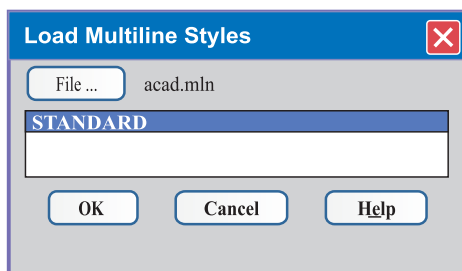 Load Multiline Styles
File ... acad.mln
STANDARD
OK Cancel Help